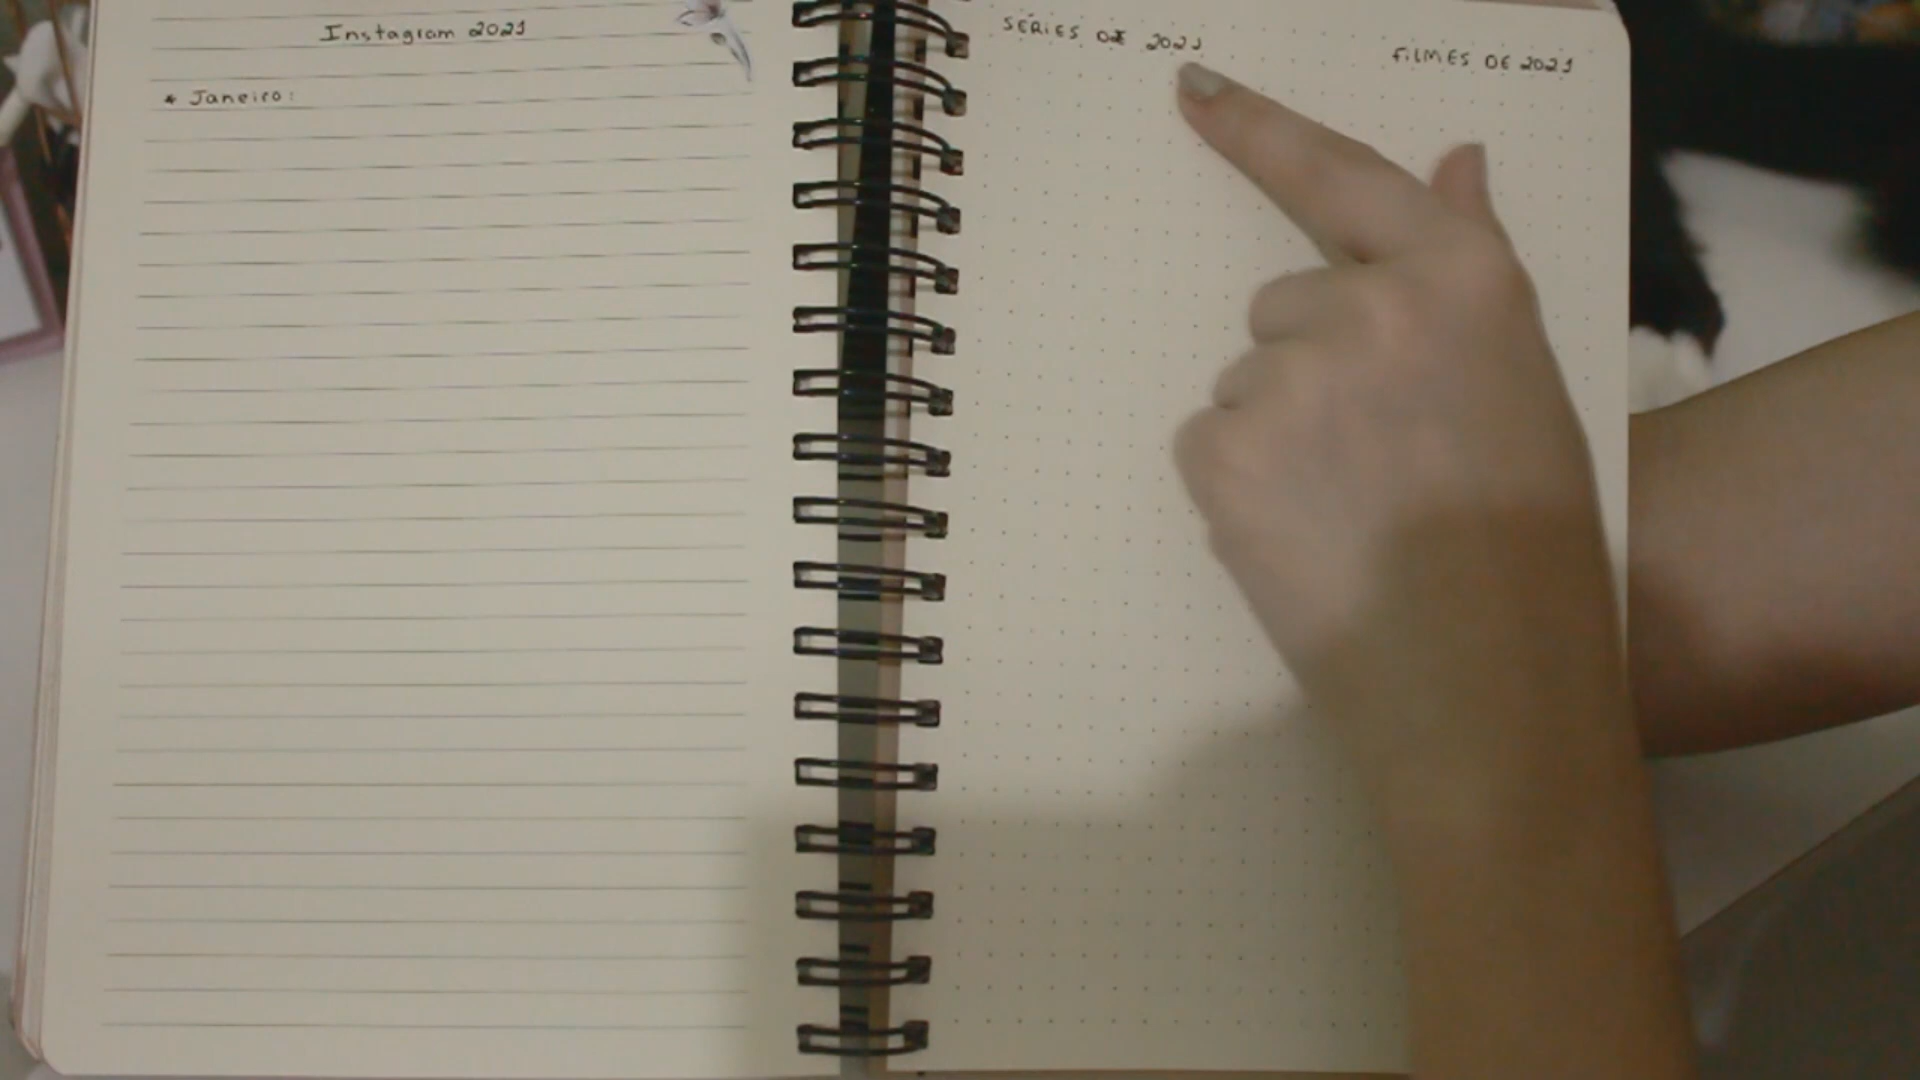 Instagram 2021
* Janeiro:
SÉRIES DE 2021
FILMES DE 2021